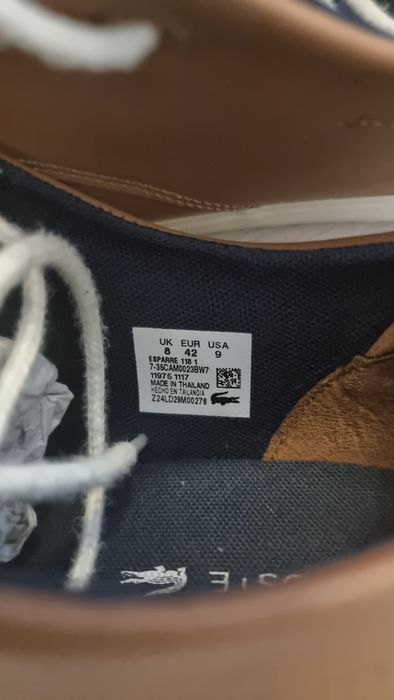 UK EUR USA
8 42 9
ESPARRE 118 1
7-35CAM0023BW7
11975 1117
MADE IN THAILAND
HECHO EN TAILANDIA
Z24LD29M00278
OSTE